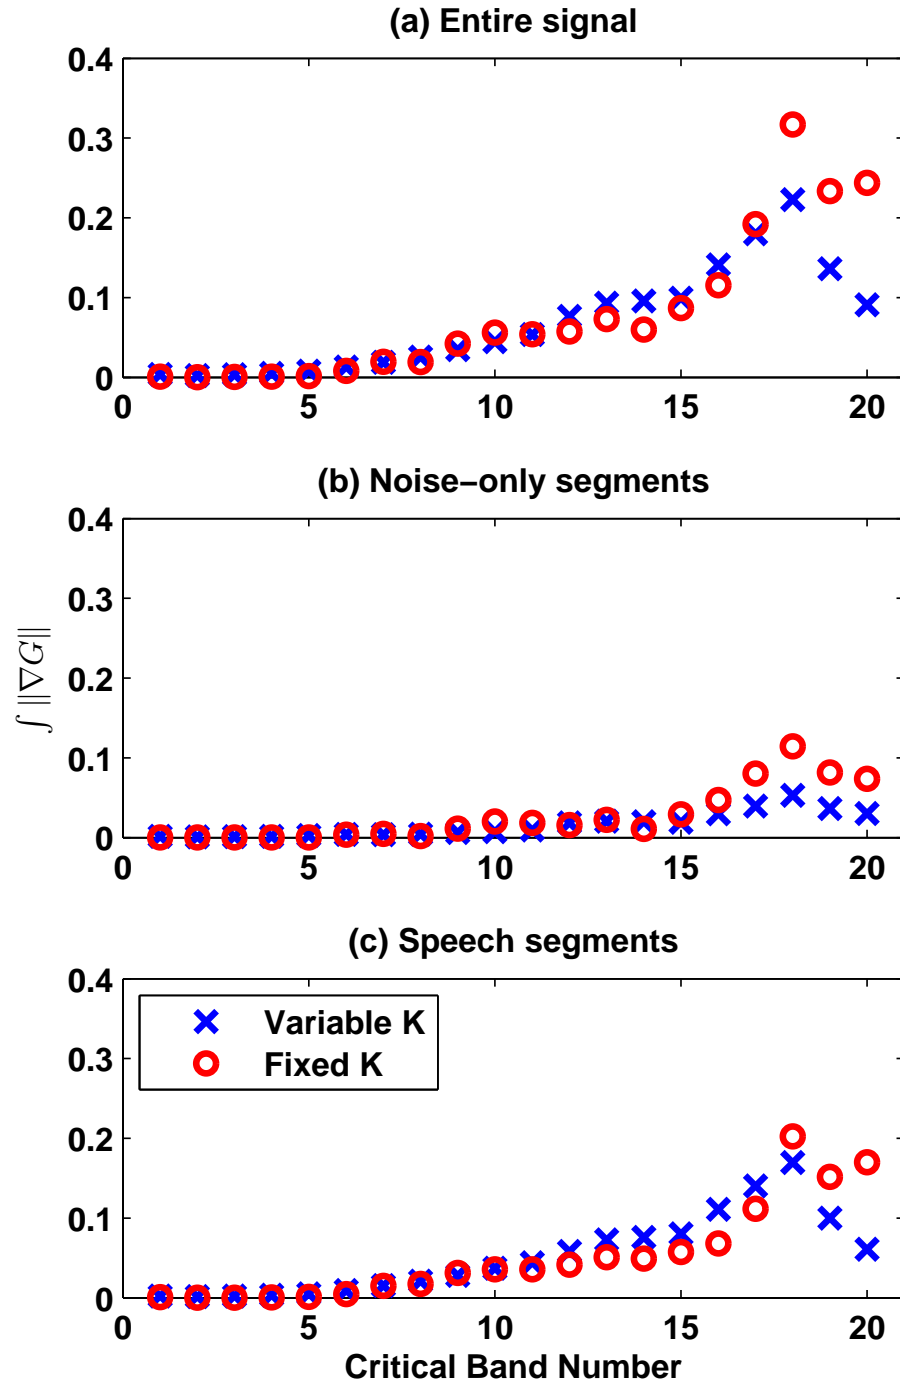 (a) Entire signal
0.4
0.3
0.2
0.1
0
0 5 10 15 20
(b) Noise−only segments
0.4
0.3
0.2
0.1
0
0 5 10 15 20
∫ ‖∇G‖
(c) Speech segments
0.4
0.3
0.2
0.1
0
Variable K
Fixed K
0 5 10 15 20
Critical Band Number